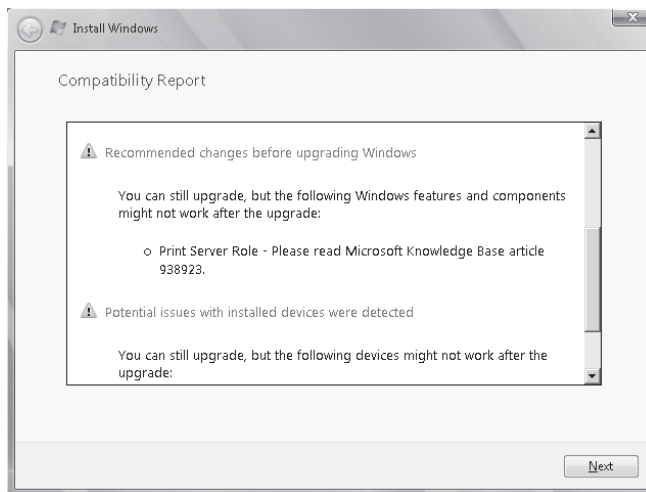 Install Windows
Compatibility Report
Recommended changes before upgrading Windows
You can still upgrade, but the following Windows features and components
might not work after the upgrade:
Print Server Role - Please read Microsoft Knowledge Base article
938923.
Potential issues with installed devices were detected
You can still upgrade, but the following devices might not work after the
upgrade:
Next